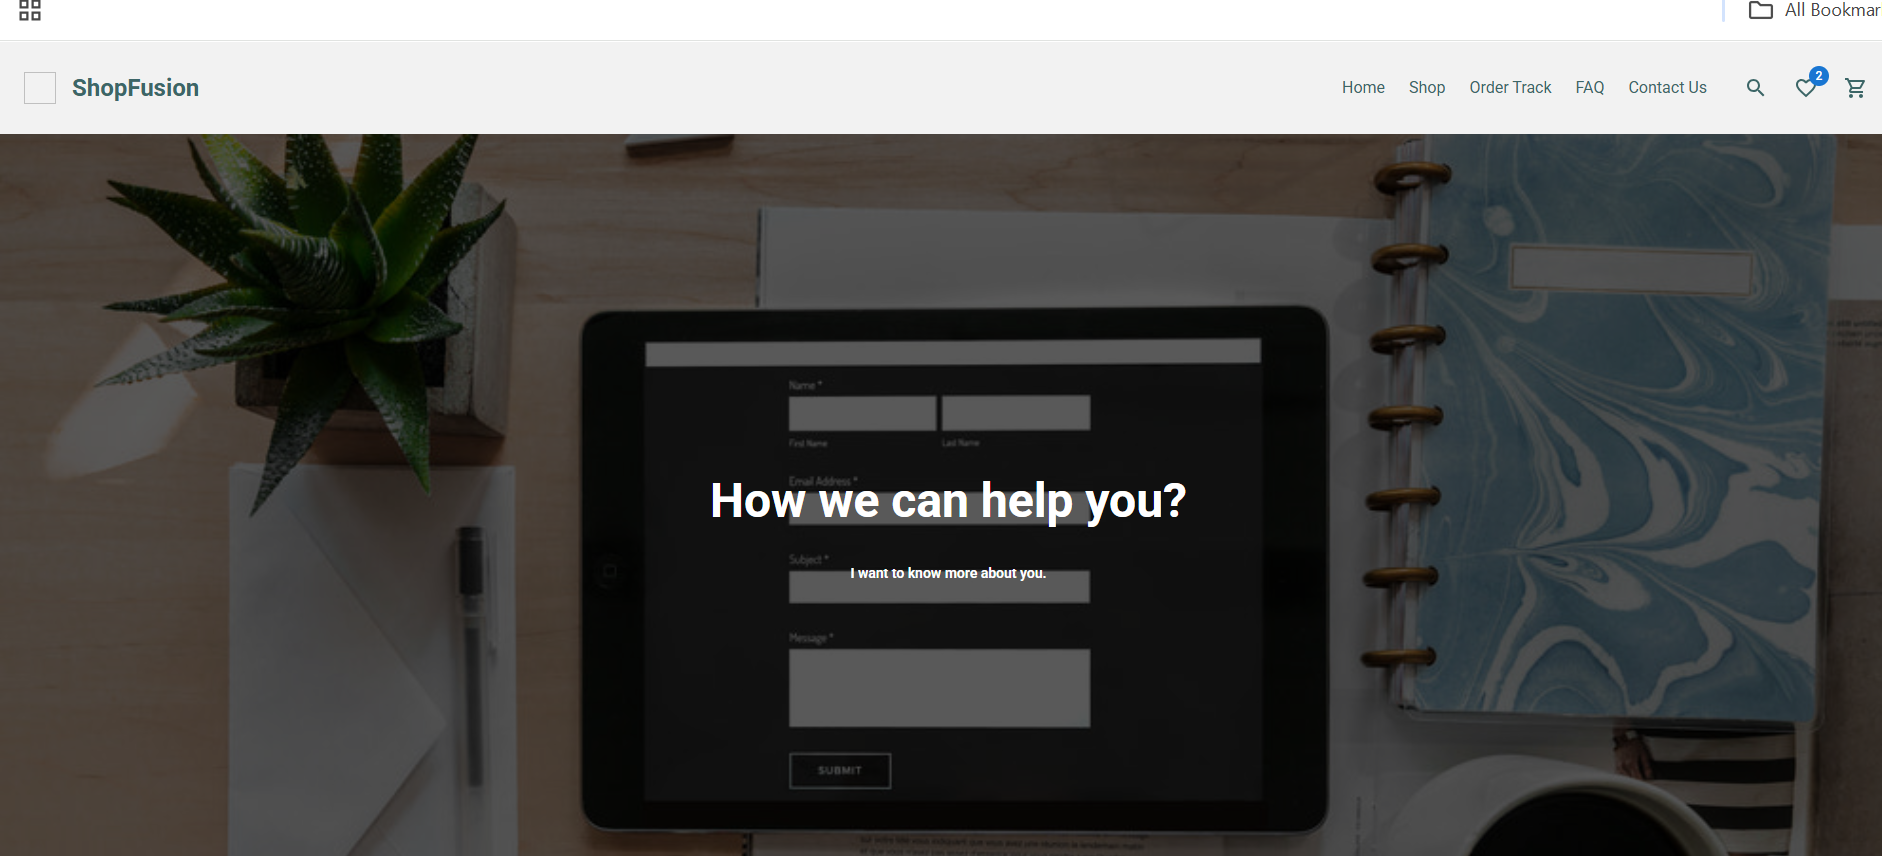 All Bookmar
ShopFusion
Home Shop Order Track FAQ Contact Us 2
Name *
First Name Last Name
Email Address *
How we can help you?
Subject *
I want to know more about you.
Message *
SUBMIT